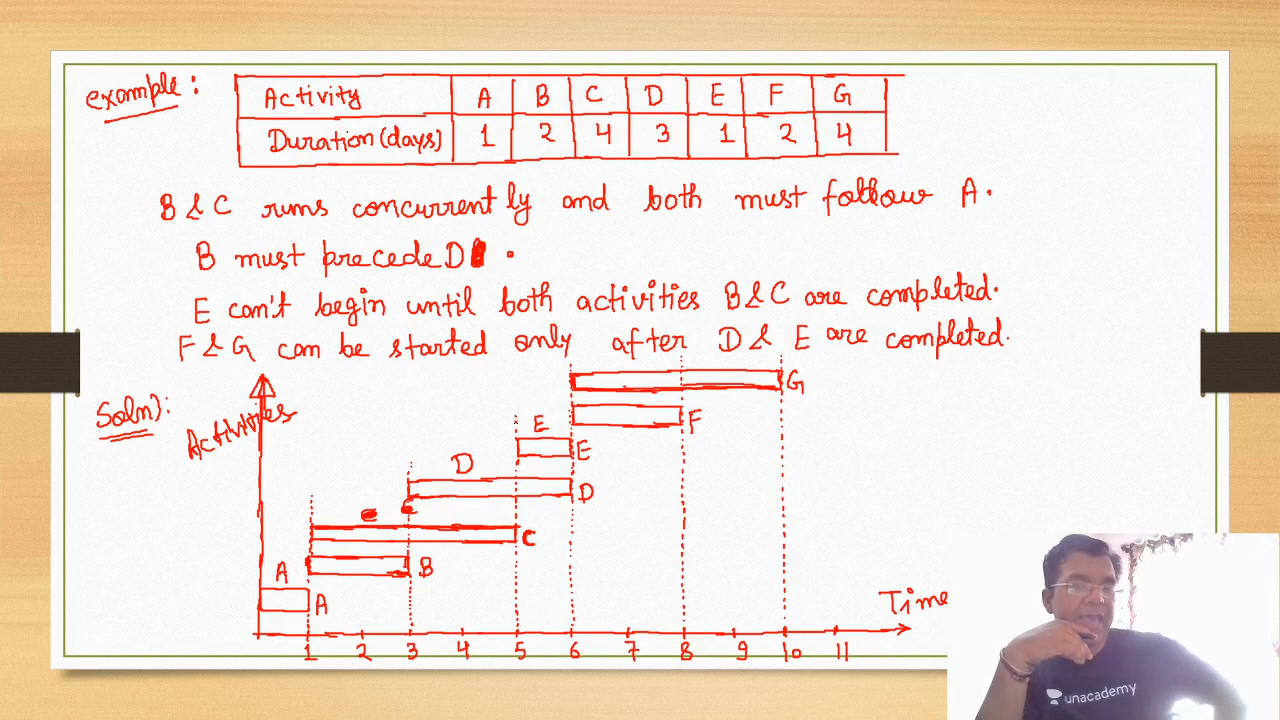 example :
Activity A B C D E F G
Duration (days) 1 2 4 3 1 2 4
B & C runs concurrently and both must follow A.
B must precede D .
E can't begin until both activities B & C are completed.
F & G can be started only after D & E are completed.
Soln):
Activities
G
F
E
E
D
D
C
B
A
A
Time
1 2 3 4 5 6 7 8 9 10 11
unacademy